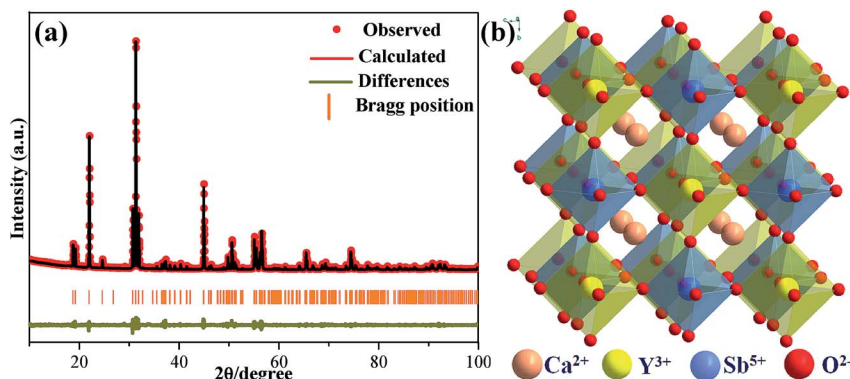 (a)
Observed
Calculated
Differences
Bragg position
Intensity (a.u.)
20
40
60
80
100
2θ/degree
(b)
Ca²⁺
Y³⁺
Sb⁵⁺
O²⁻